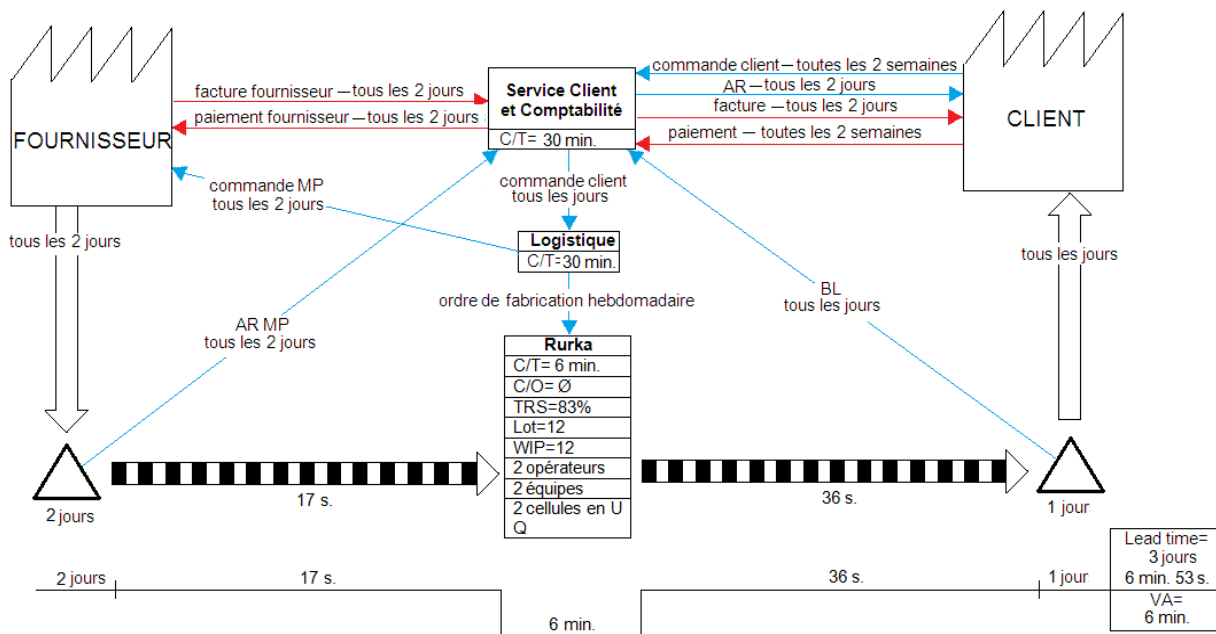 commande client—toutes les 2 semaines
AR—tous les 2 jours
facture —tous les 2 jours
paiement —toutes les 2 semaines
Service Client
et Comptabilité
C/T= 30 min.
facture fournisseur —tous les 2 jours
paiement fournisseur —tous les 2 jours
FOURNISSEUR
CLIENT
commande MP
tous les 2 jours
commande client
tous les jours
tous les 2 jours
Logistique
C/T=30 min.
tous les jours
ordre de fabrication hebdomadaire
BL
tous les jours
AR MP
tous les 2 jours
Rurka
C/T= 6 min.
C/O= Ø
TRS=83%
Lot=12
WIP=12
2 opérateurs
2 équipes
2 cellules en U
Q
17 s.
36 s.
2 jours
1 jour
Lead time=
3 jours
6 min. 53 s.
VA=
6 min.
2 jours
17 s.
36 s.
1 jour
6 min.